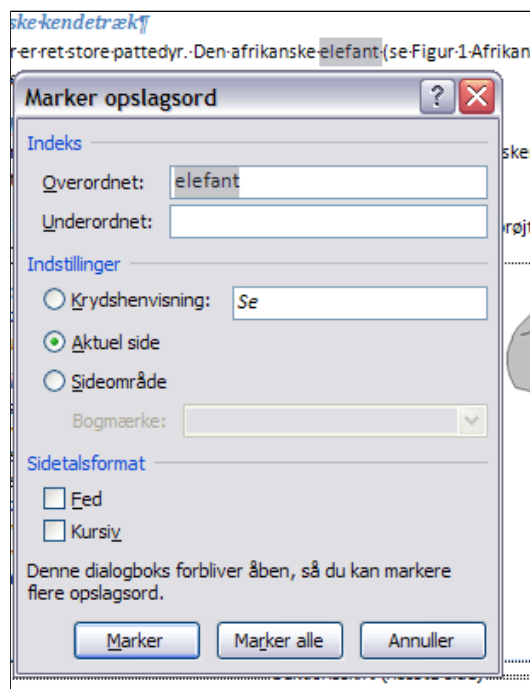 ske·kendetræk¶
r·er·ret·store·pattedyr.·Den·afrikanske·elefant·(se·Figur·1·Afrikan
Marker opslagsord
Indeks
ske
Overordnet: elefant
Underordnet:
røjt
Indstillinger
Krydshenvisning: Se
Aktuel side
Sideområde
Bogmærke:
Sidetalsformat
Fed
Kursiv
Denne dialogboks forbliver åben, så du kan markere
flere opslagsord.
Marker Marker alle Annuller